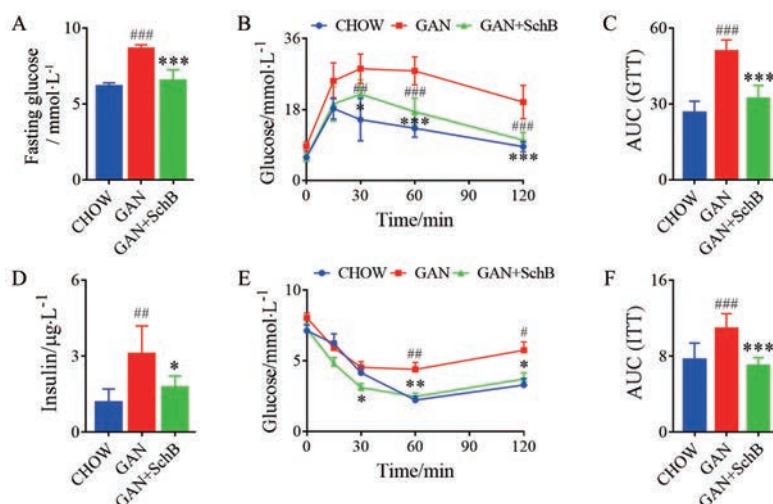 A
Fasting glucose
/ mmol·L⁻¹
10
5
0
###
***
CHOW
GAN
GAN+SchB
B
CHOW GAN GAN+SchB
Glucose/mmol·L⁻¹
36
18
0
##
*
###
***
###
***
0 30 60 90 120
Time/min
C
AUC (GTT)
60
30
0
###
***
CHOW
GAN
GAN+SchB
D
Insulin/μg·L⁻¹
6
3
0
##
*
CHOW
GAN
GAN+SchB
E
CHOW GAN GAN+SchB
Glucose/mmol·L⁻¹
10
5
0
*
##
**
#
*
0 30 60 90 120
Time/min
F
AUC (ITT)
16
8
0
###
***
CHOW
GAN
GAN+SchB